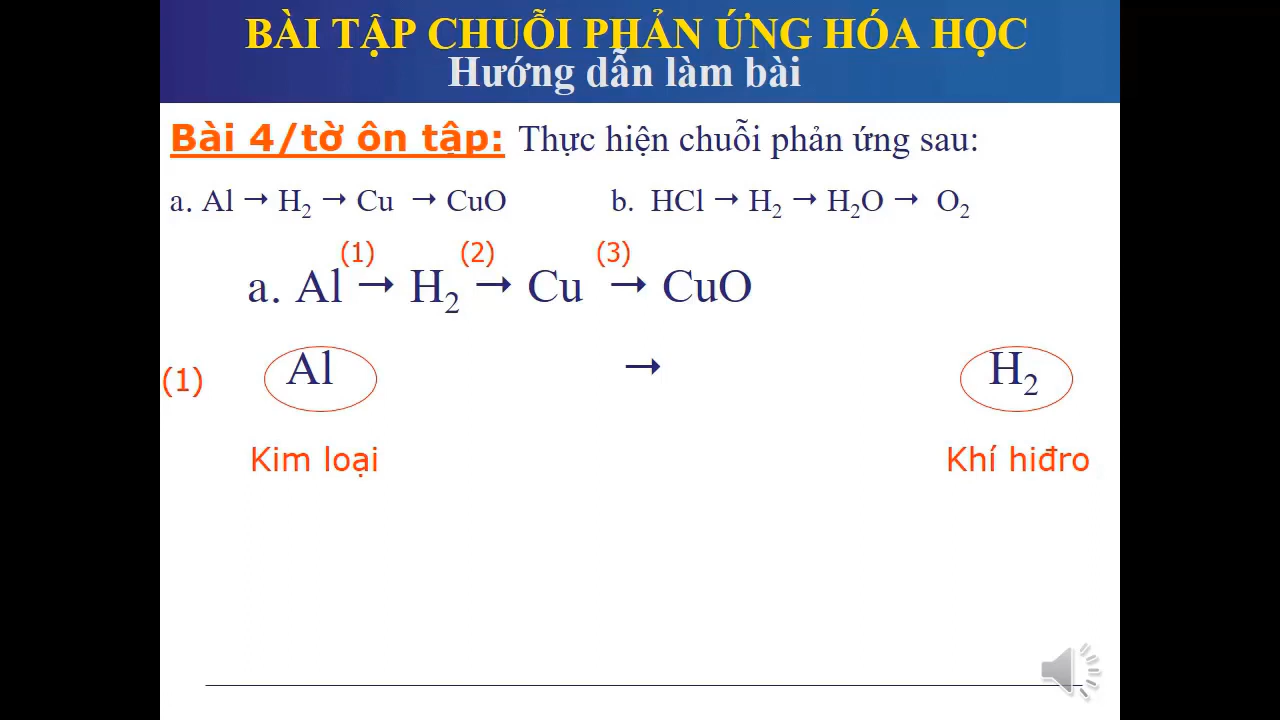 BÀI TẬP CHUỖI PHẢN ỨNG HÓA HỌC
Hướng dẫn làm bài
Bài 4/tờ ôn tập: Thực hiện chuỗi phản ứng sau:
a. Al → H₂ → Cu → CuO b. HCl → H₂ → H₂O → O₂
(1) (2) (3)
a. Al → H₂ → Cu → CuO
(1) Al → H₂
Kim loại Khí hiđro